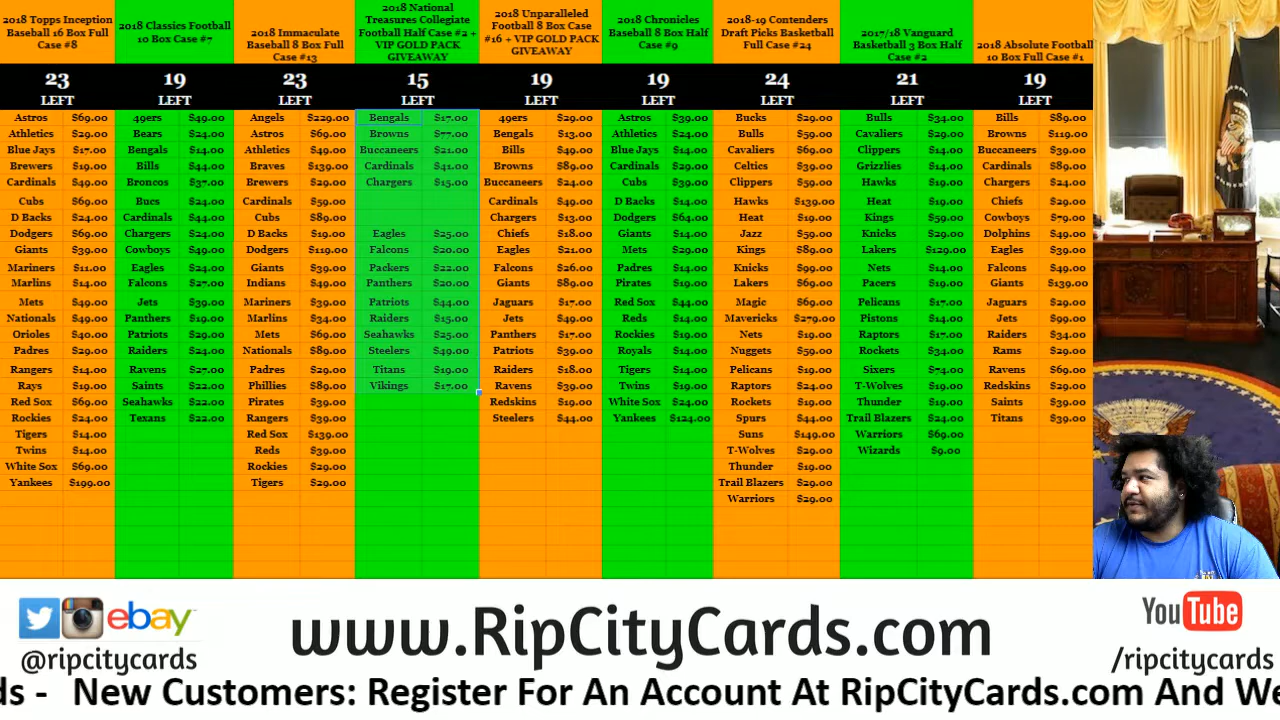 2018 Topps Inception
Baseball 16 Box Full
Case #8
23
LEFT
Astros $69.00
Athletics $29.00
Blue Jays $17.00
Brewers $19.00
Cardinals $49.00
Cubs $69.00
D Backs $24.00
Dodgers $69.00
Giants $39.00
Mariners $11.00
Marlins $14.00
Mets $49.00
Nationals $49.00
Orioles $40.00
Padres $29.00
Rangers $14.00
Rays $19.00
Red Sox $69.00
Rockies $24.00
Tigers $14.00
Twins $14.00
White Sox $69.00
Yankees $199.00
2018 Classics Football
10 Box Case #7
19
LEFT
49ers $49.00
Bears $24.00
Bengals $14.00
Bills $44.00
Broncos $37.00
Bucs $24.00
Cardinals $44.00
Chargers $24.00
Cowboys $49.00
Eagles $24.00
Falcons $27.00
Jets $39.00
Panthers $19.00
Patriots $29.00
Raiders $24.00
Ravens $27.00
Saints $22.00
Seahawks $22.00
Texans $22.00
2018 Immaculate
Baseball 8 Box Full
Case #13
23
LEFT
Angels $229.00
Astros $69.00
Athletics $49.00
Braves $139.00
Brewers $29.00
Cardinals $59.00
Cubs $89.00
D Backs $19.00
Dodgers $119.00
Giants $39.00
Indians $49.00
Mariners $39.00
Marlins $34.00
Mets $69.00
Nationals $89.00
Padres $29.00
Phillies $89.00
Pirates $39.00
Rangers $39.00
Red Sox $139.00
Reds $39.00
Rockies $29.00
Tigers $29.00
2018 National
Treasures Collegiate
Football Half Case #2 +
VIP GOLD PACK
GIVEAWAY
15
LEFT
Bengals $17.00
Browns $77.00
Buccaneers $21.00
Cardinals $41.00
Chargers $15.00
Eagles $25.00
Falcons $20.00
Packers $22.00
Panthers $20.00
Patriots $44.00
Raiders $15.00
Seahawks $25.00
Steelers $49.00
Titans $19.00
Vikings $17.00
2018 Unparalleled
Football 8 Box Case
#16 + VIP GOLD PACK
GIVEAWAY
19
LEFT
49ers $29.00
Bengals $13.00
Bills $49.00
Browns $89.00
Buccaneers $24.00
Cardinals $49.00
Chargers $13.00
Chiefs $18.00
Eagles $21.00
Falcons $26.00
Giants $89.00
Jaguars $17.00
Jets $49.00
Panthers $17.00
Patriots $39.00
Raiders $18.00
Ravens $39.00
Redskins $19.00
Steelers $44.00
2018 Chronicles
Baseball 8 Box Half
Case #9
19
LEFT
Astros $39.00
Athletics $24.00
Blue Jays $14.00
Cardinals $29.00
Cubs $39.00
D Backs $14.00
Dodgers $64.00
Giants $14.00
Mets $29.00
Padres $14.00
Pirates $19.00
Red Sox $44.00
Reds $14.00
Rockies $19.00
Royals $14.00
Tigers $14.00
Twins $19.00
White Sox $24.00
Yankees $124.00
2018-19 Contenders
Draft Picks Basketball
Full Case #24
24
LEFT
Bucks $29.00
Bulls $59.00
Cavaliers $69.00
Celtics $39.00
Clippers $59.00
Hawks $139.00
Heat $19.00
Jazz $59.00
Kings $89.00
Knicks $99.00
Lakers $69.00
Magic $69.00
Mavericks $279.00
Nets $19.00
Nuggets $59.00
Pelicans $19.00
Raptors $24.00
Rockets $19.00
Spurs $44.00
Suns $149.00
T-Wolves $29.00
Thunder $19.00
Trail Blazers $29.00
Warriors $29.00
2017/18 Vanguard
Basketball 3 Box Half
Case #2
21
LEFT
Bulls $34.00
Cavaliers $29.00
Clippers $14.00
Grizzlies $14.00
Hawks $19.00
Heat $19.00
Kings $59.00
Knicks $29.00
Lakers $129.00
Nets $14.00
Pacers $19.00
Pelicans $17.00
Pistons $14.00
Raptors $17.00
Rockets $34.00
Sixers $74.00
T-Wolves $19.00
Thunder $19.00
Trail Blazers $24.00
Warriors $69.00
Wizards $9.00
2018 Absolute Football
10 Box Full Case #1
19
LEFT
Bills $89.00
Browns $119.00
Buccaneers $39.00
Cardinals $89.00
Chargers $24.00
Chiefs $29.00
Cowboys $79.00
Dolphins $49.00
Eagles $39.00
Falcons $49.00
Giants $139.00
Jaguars $29.00
Jets $99.00
Raiders $34.00
Rams $29.00
Ravens $69.00
Redskins $29.00
Saints $39.00
Titans $39.00
ebay
@ripcitycards
www.RipCityCards.com
YouTube
/ripcitycards
ds - New Customers: Register For An Account At RipCityCards.com And We